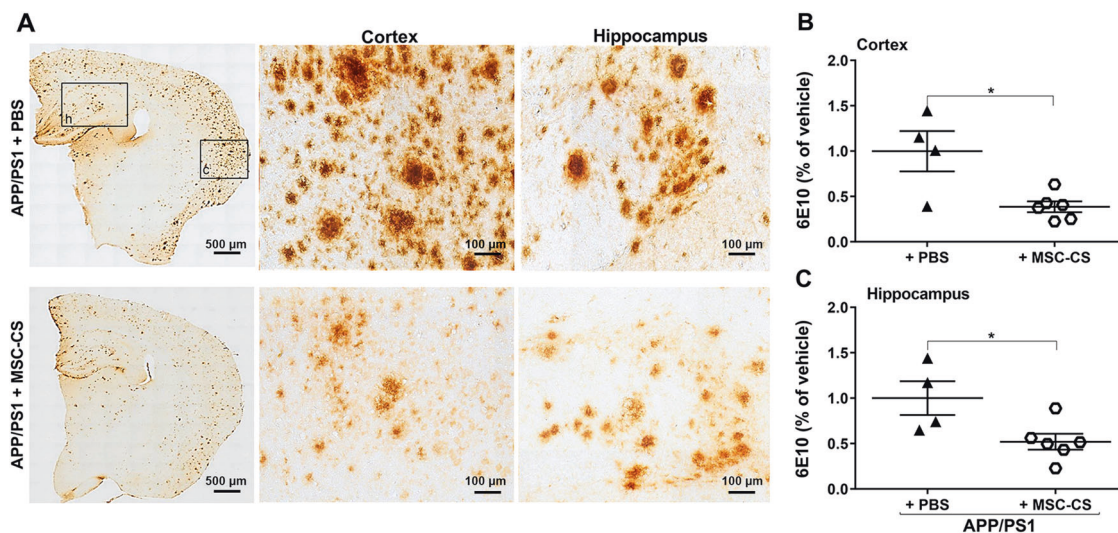 A
Cortex
Hippocampus
APP/PS1 + PBS
h
c
500 µm
100 µm
100 µm
APP/PS1 + MSC-CS
500 µm
100 µm
100 µm
B
Cortex
6E10 (% of vehicle)
2.0
1.5
1.0
0.5
0.0
*
+ PBS
+ MSC-CS
C
Hippocampus
6E10 (% of vehicle)
2.0
1.5
1.0
0.5
0.0
*
+ PBS
+ MSC-CS
APP/PS1